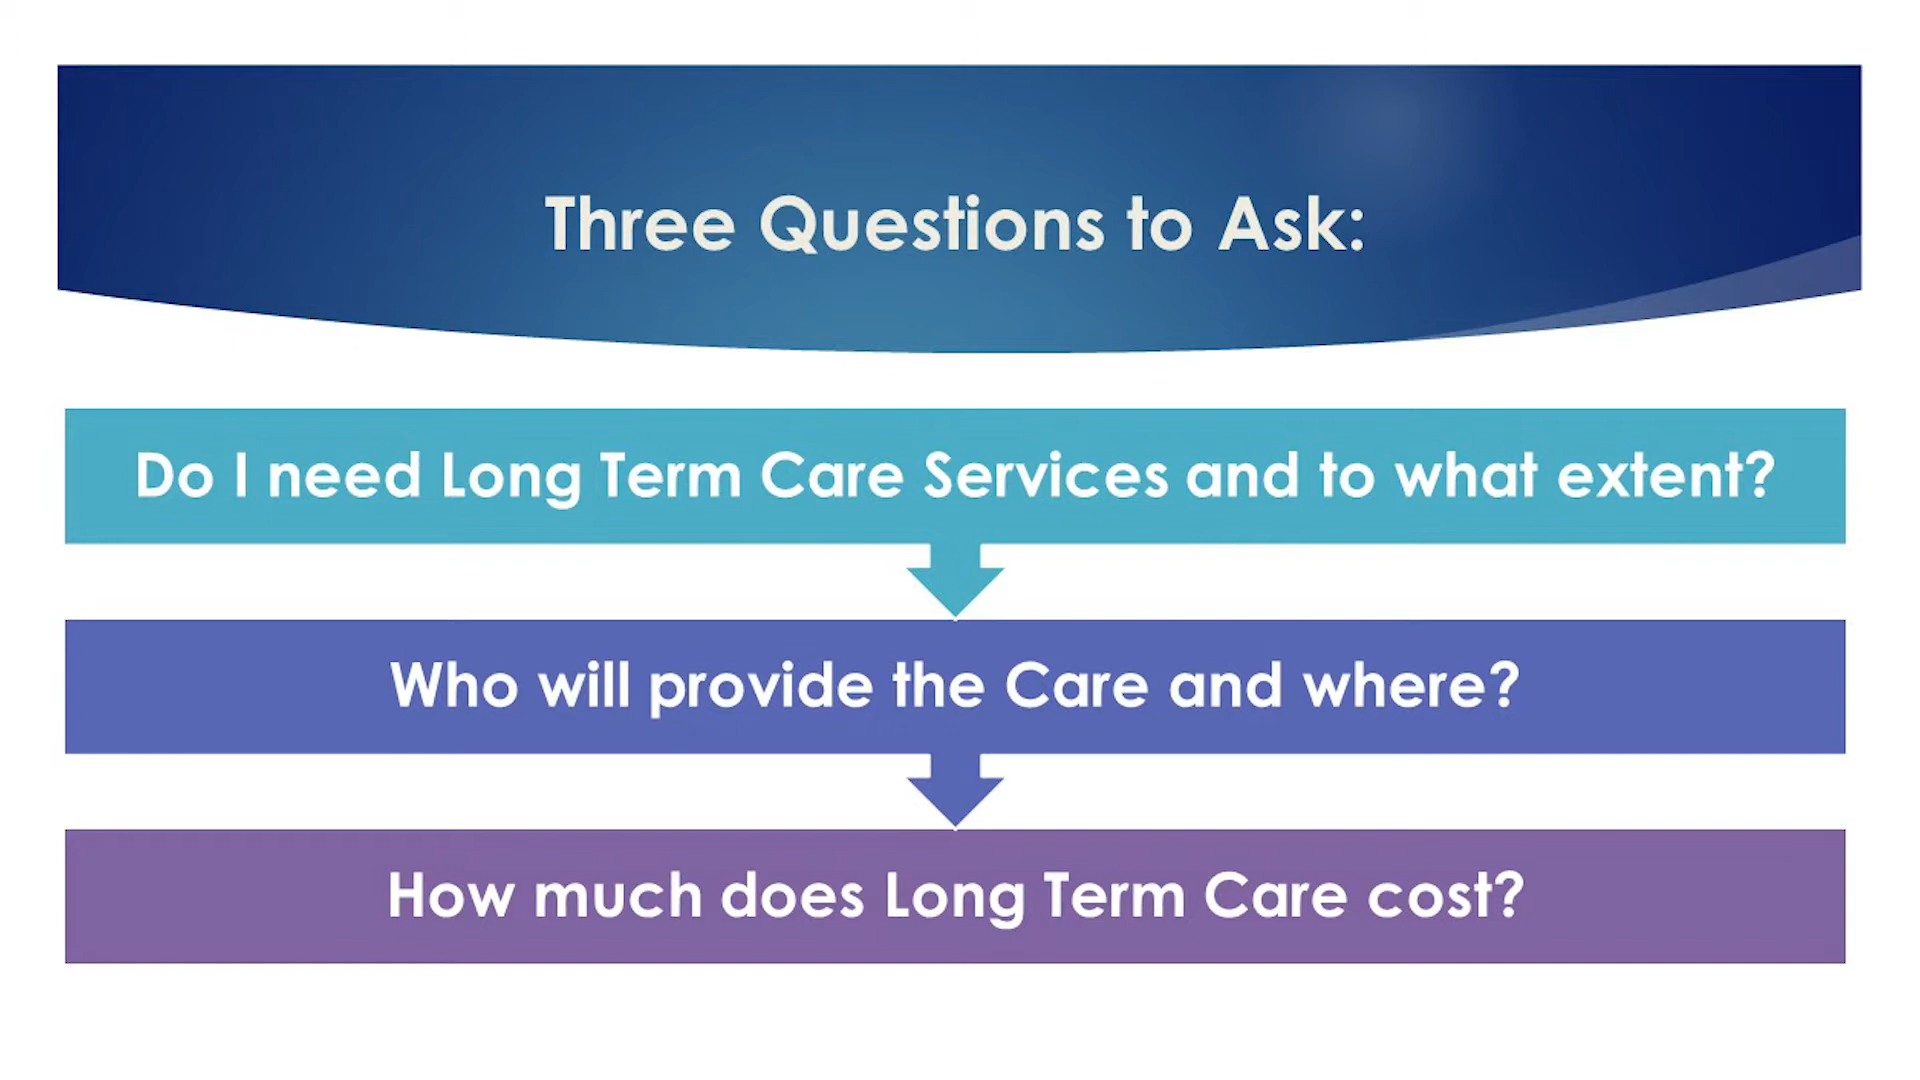 Three Questions to Ask:
Do I need Long Term Care Services and to what extent?
Who will provide the Care and where?
How much does Long Term Care cost?